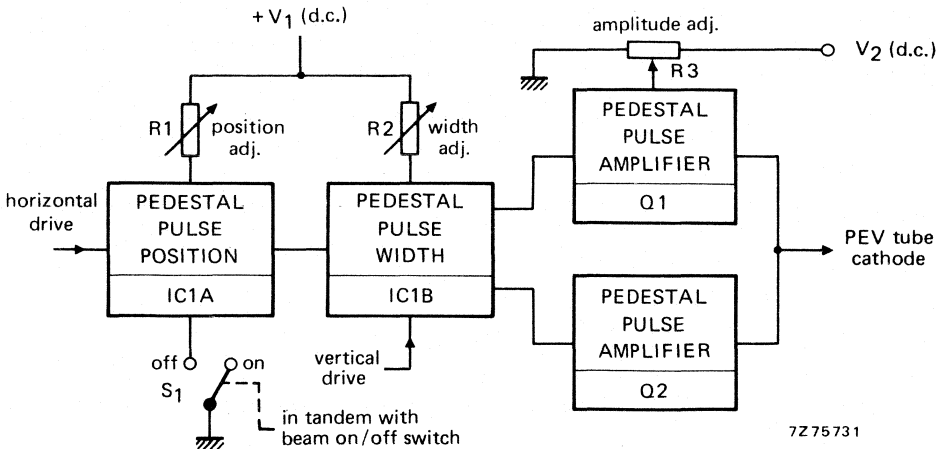 + V1 (d.c.)
amplitude adj.
V2 (d.c.)
R3
R1
position
adj.
R2
width
adj.
horizontal
drive
PEDESTAL
PULSE
POSITION
IC1A
PEDESTAL
PULSE
WIDTH
IC1B
PEDESTAL
PULSE
AMPLIFIER
Q1
PEV tube
cathode
PEDESTAL
PULSE
AMPLIFIER
Q2
off
on
S1
vertical
drive
in tandem with
beam on/off switch
7Z75731